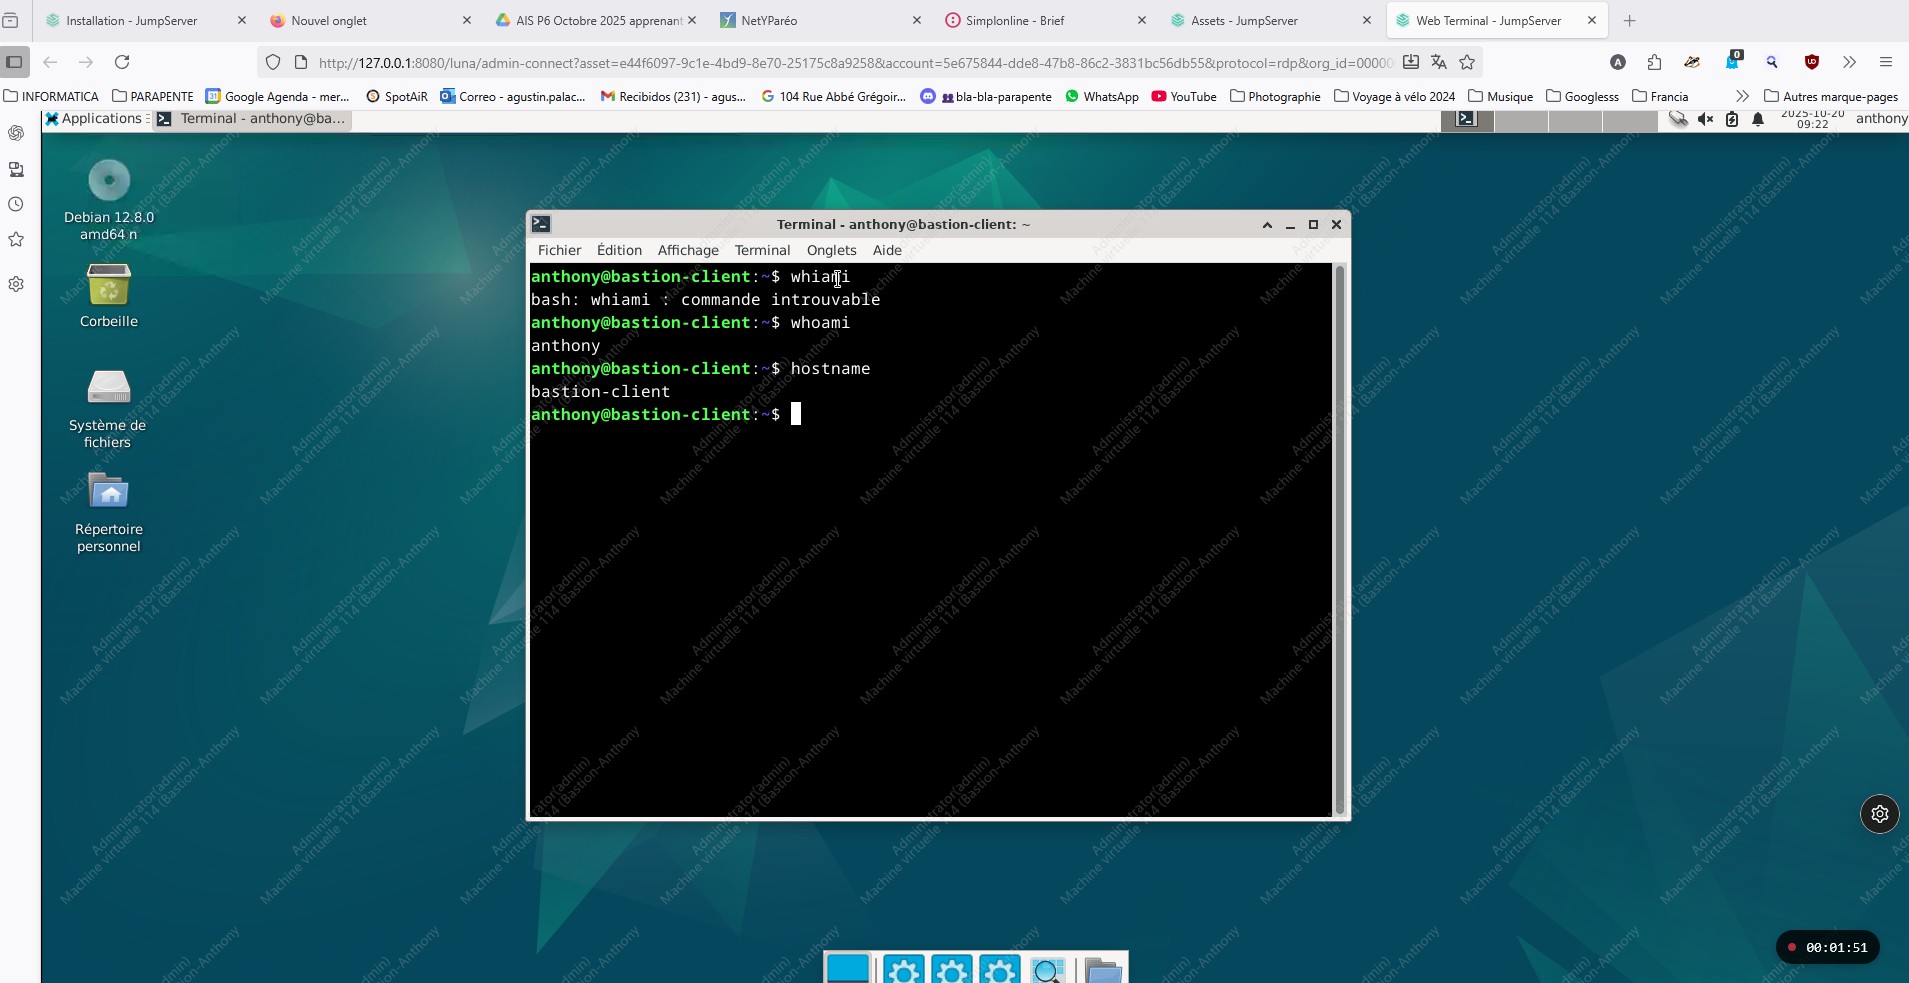 Installation - JumpServer
Nouvel onglet
AIS P6 Octobre 2025 apprenant
NetYParéo
Simplonline - Brief
Assets - JumpServer
Web Terminal - JumpServer
http://127.0.0.1:8080/luna/admin-connect?asset=e44f6097-9c1e-4bd9-8e70-25175c8a9258&account=5e675844-dde8-47b8-86c2-3831bc56db55&protocol=rdp&org_id=00000
A
0
INFORMATICA
PARAPENTE
31
Google Agenda - mer...
SpotAiR
Correo - agustin.palac...
Recibidos (231) - agus...
104 Rue Abbé Grégoir...
bla-bla-parapente
WhatsApp
YouTube
Photographie
Voyage à vélo 2024
Musique
Googlesss
Francia
Autres marque-pages
Applications
Terminal - anthony@ba...
2025-10-20
09:22
anthony
Debian 12.8.0
amd64 n
Corbeille
Système de
fichiers
Répertoire
personnel
Terminal - anthony@bastion-client: ~
Fichier
Édition
Affichage
Terminal
Onglets
Aide
anthony@bastion-client:~$ whiami
bash: whiami : commande introuvable
anthony@bastion-client:~$ whoami
anthony
anthony@bastion-client:~$ hostname
bastion-client
anthony@bastion-client:~$
Administrator(admin)
Machine virtuelle 114 (Bastion-Anthony
00:01:51